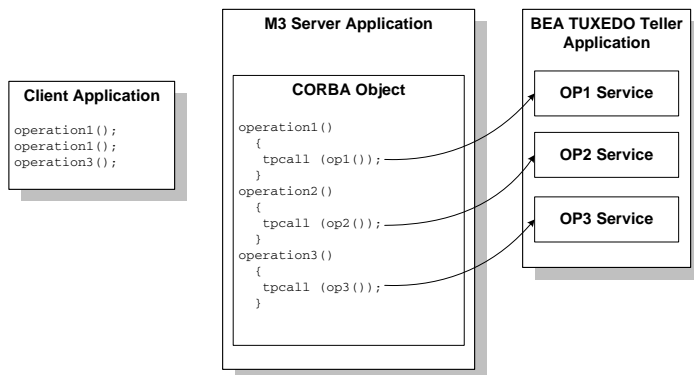 Client Application
operation1();
operation1();
operation3();
M3 Server Application
CORBA Object
operation1()
{
tpcall (op1());
}
operation2()
{
tpcall (op2());
}
operation3()
{
tpcall (op3());
}
BEA TUXEDO Teller
Application
OP1 Service
OP2 Service
OP3 Service